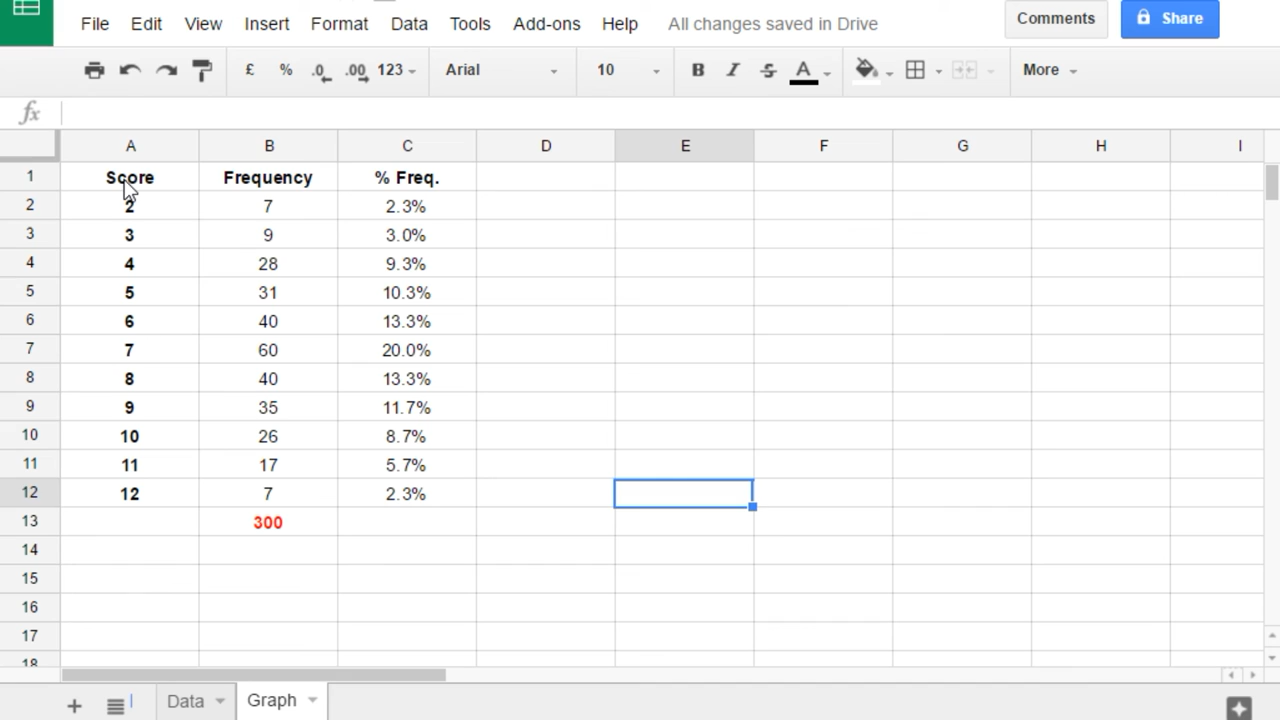 File Edit View Insert Format Data Tools Add-ons Help All changes saved in Drive Comments Share
£ % .0 .00 123 Arial 10 B I S A More
fx
A B C D E F G H I
1 Score Frequency % Freq.
2 2 7 2.3%
3 3 9 3.0%
4 4 28 9.3%
5 5 31 10.3%
6 6 40 13.3%
7 7 60 20.0%
8 8 40 13.3%
9 9 35 11.7%
10 10 26 8.7%
11 11 17 5.7%
12 12 7 2.3%
13 300
14
15
16
17
18
Data Graph